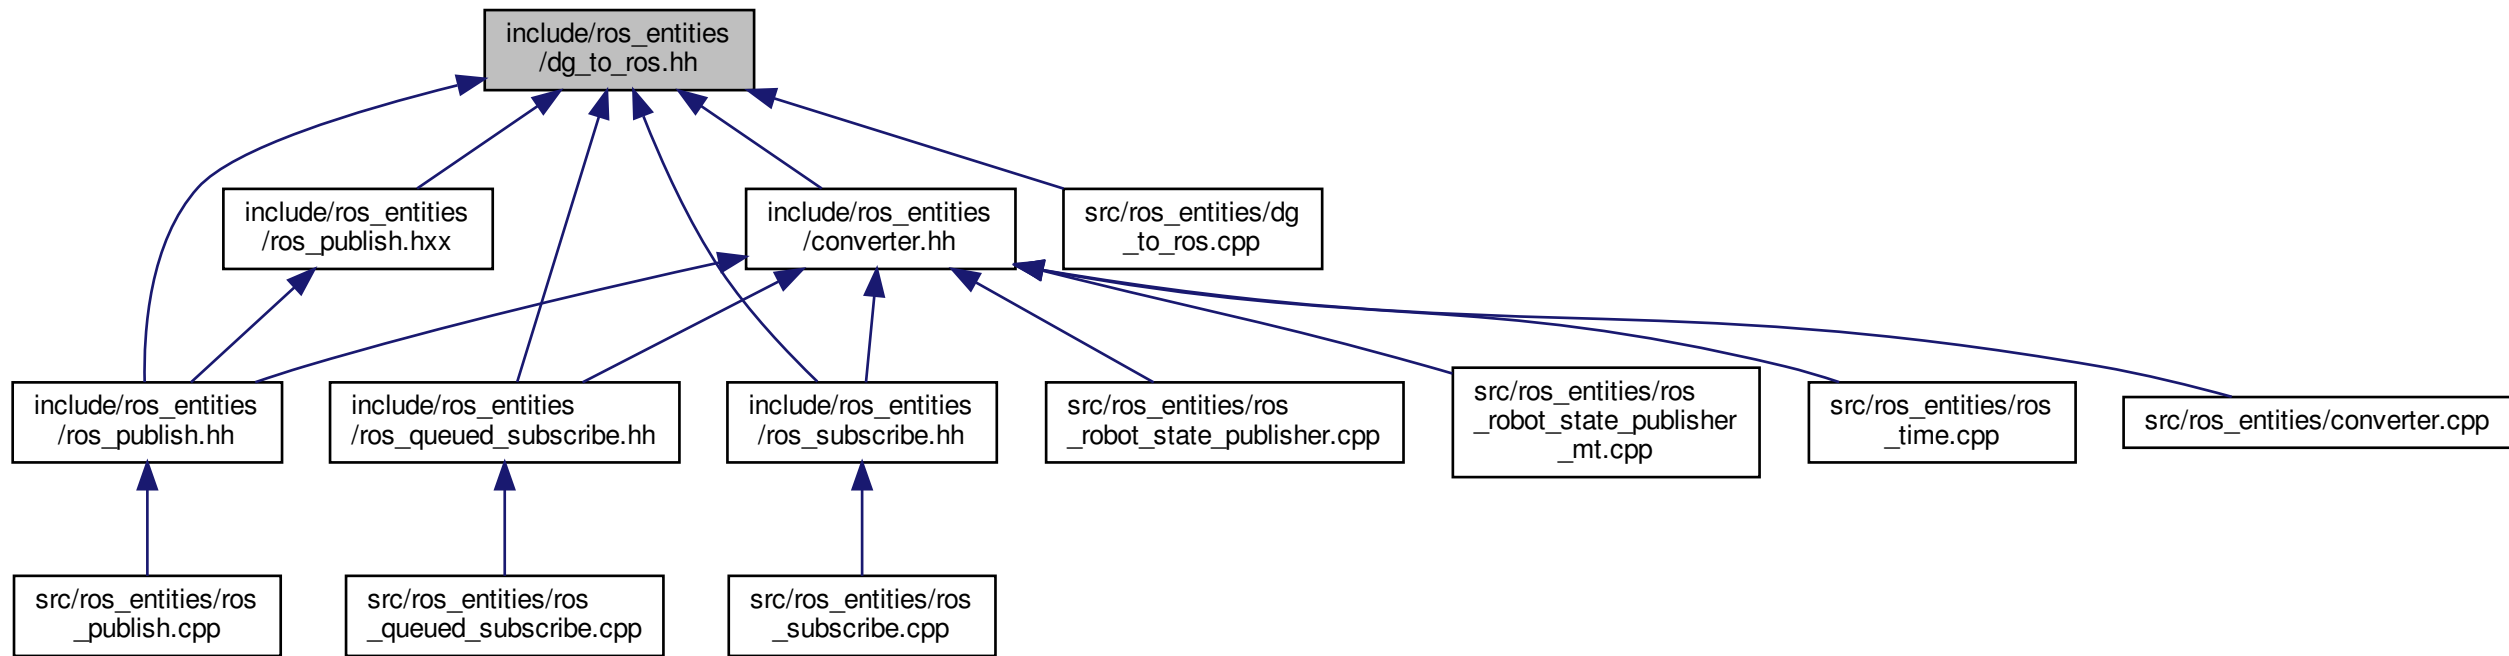 include/ros_entities
/dg_to_ros.hh
include/ros_entities
/ros_publish.hxx
include/ros_entities
/converter.hh
src/ros_entities/dg
_to_ros.cpp
include/ros_entities
/ros_publish.hh
include/ros_entities
/ros_queued_subscribe.hh
include/ros_entities
/ros_subscribe.hh
src/ros_entities/ros
_robot_state_publisher.cpp
src/ros_entities/ros
_robot_state_publisher
_mt.cpp
src/ros_entities/ros
_time.cpp
src/ros_entities/converter.cpp
src/ros_entities/ros
_publish.cpp
src/ros_entities/ros
_queued_subscribe.cpp
src/ros_entities/ros
_subscribe.cpp